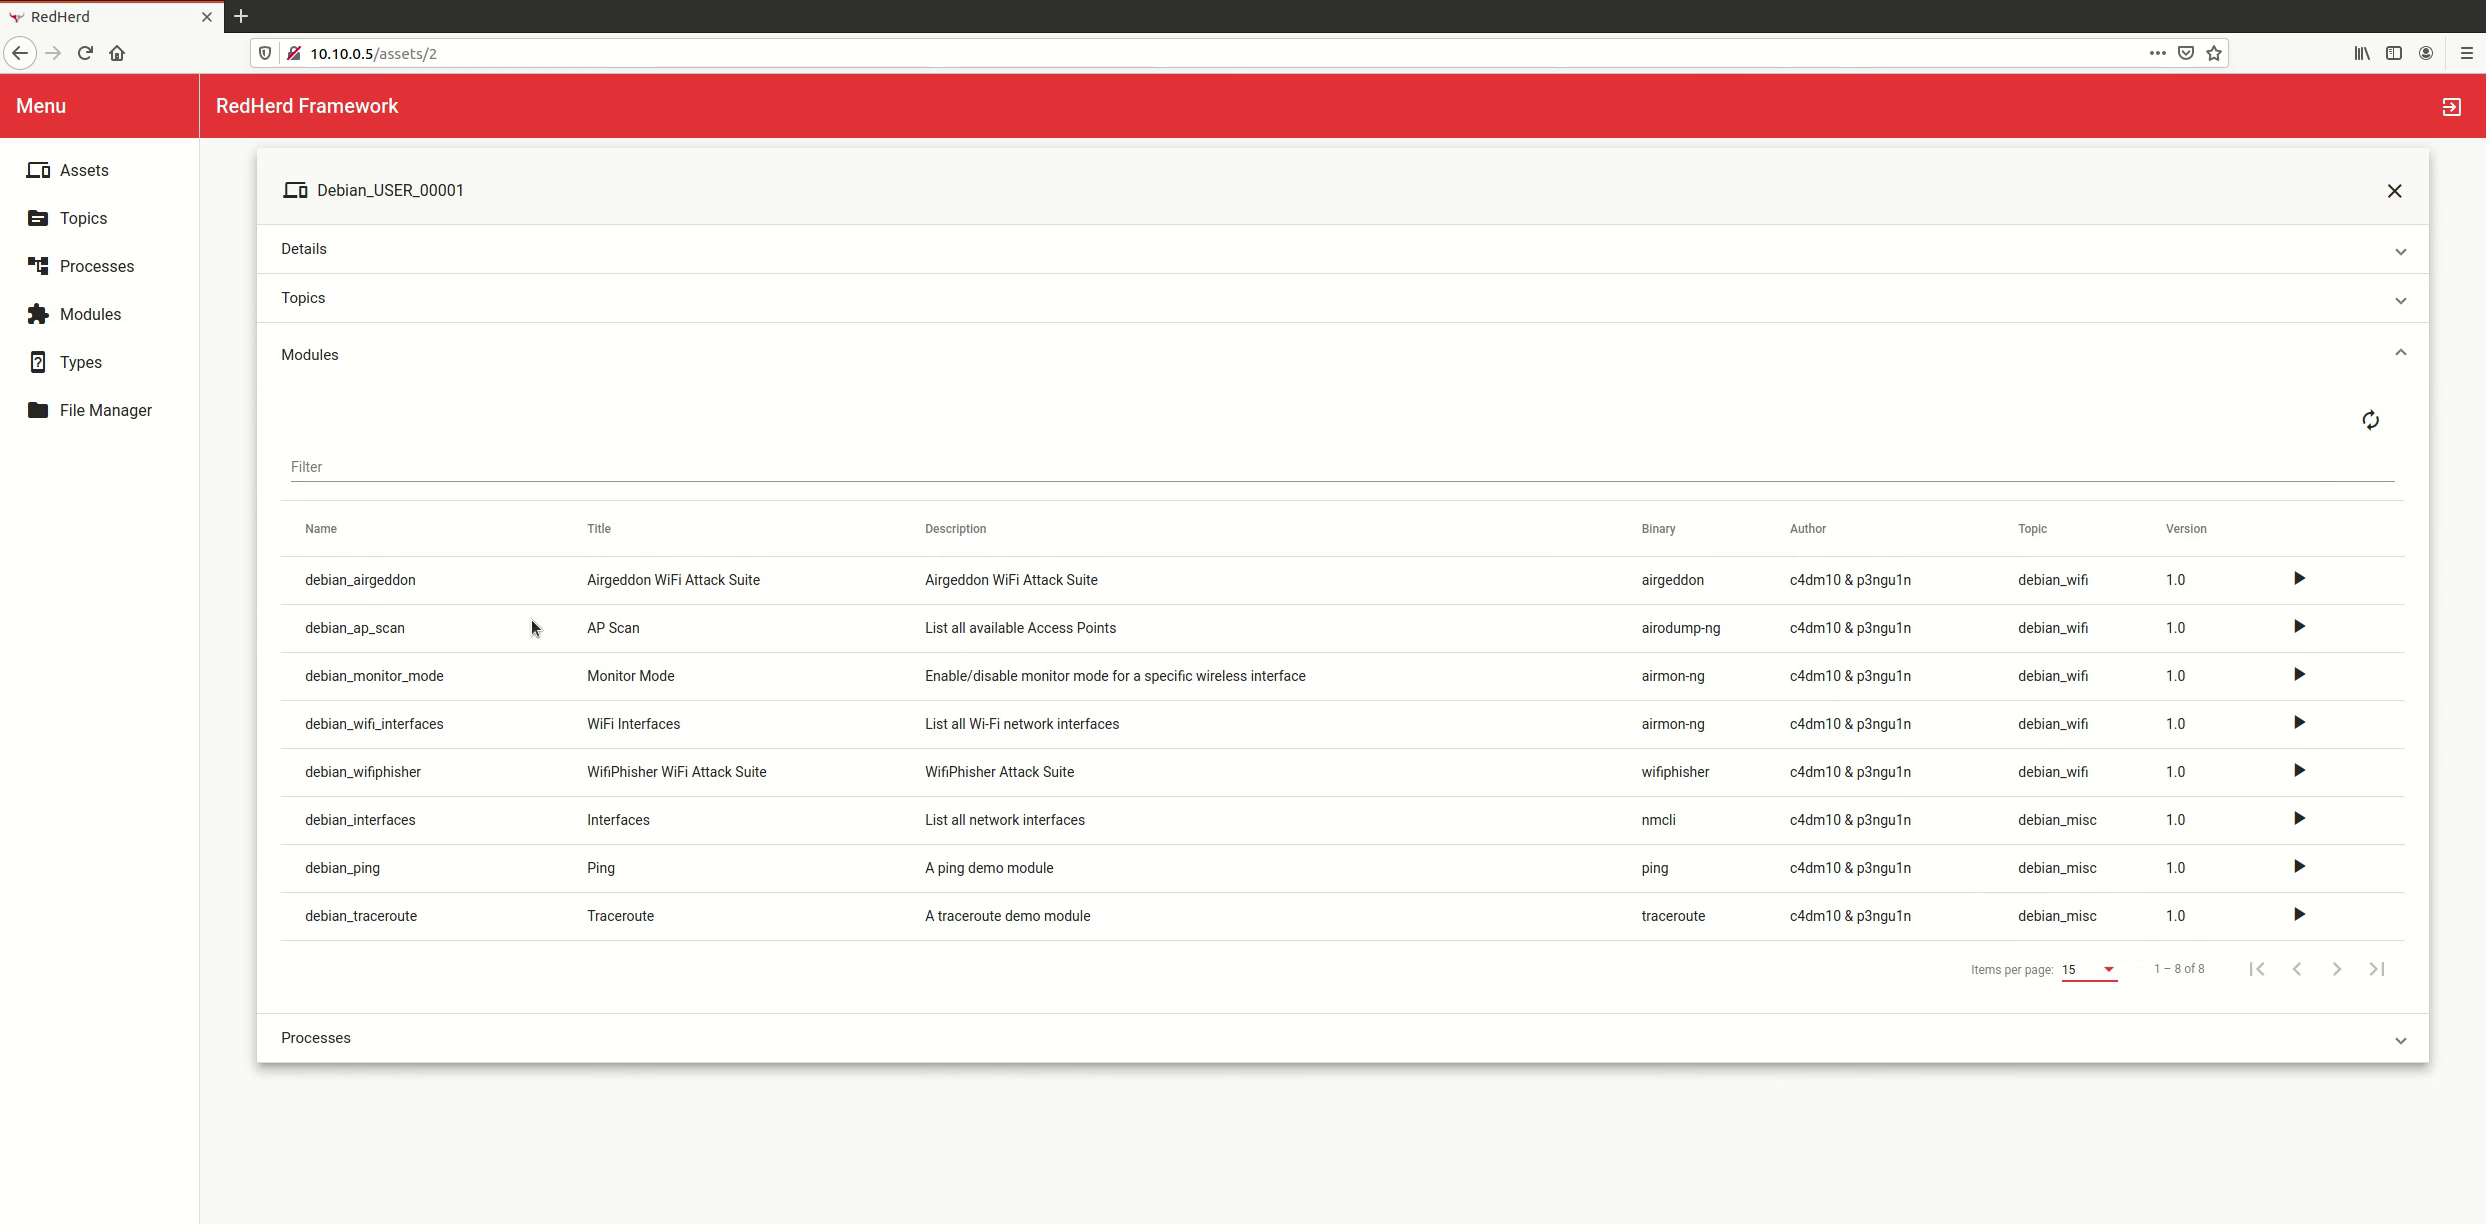 RedHerd
10.10.0.5/assets/2
Menu
RedHerd Framework
Assets
Topics
Processes
Modules
Types
File Manager
Debian_USER_00001
Details
Topics
Modules
Filter
Name Title Description Binary Author Topic Version
debian_airgeddon Airgeddon WiFi Attack Suite Airgeddon WiFi Attack Suite airgeddon c4dm10 & p3ngu1n debian_wifi 1.0
debian_ap_scan AP Scan List all available Access Points airodump-ng c4dm10 & p3ngu1n debian_wifi 1.0
debian_monitor_mode Monitor Mode Enable/disable monitor mode for a specific wireless interface airmon-ng c4dm10 & p3ngu1n debian_wifi 1.0
debian_wifi_interfaces WiFi Interfaces List all Wi-Fi network interfaces airmon-ng c4dm10 & p3ngu1n debian_wifi 1.0
debian_wifiphisher WifiPhisher WiFi Attack Suite WifiPhisher Attack Suite wifiphisher c4dm10 & p3ngu1n debian_wifi 1.0
debian_interfaces Interfaces List all network interfaces nmcli c4dm10 & p3ngu1n debian_misc 1.0
debian_ping Ping A ping demo module ping c4dm10 & p3ngu1n debian_misc 1.0
debian_traceroute Traceroute A traceroute demo module traceroute c4dm10 & p3ngu1n debian_misc 1.0
Items per page: 15 1 – 8 of 8
Processes